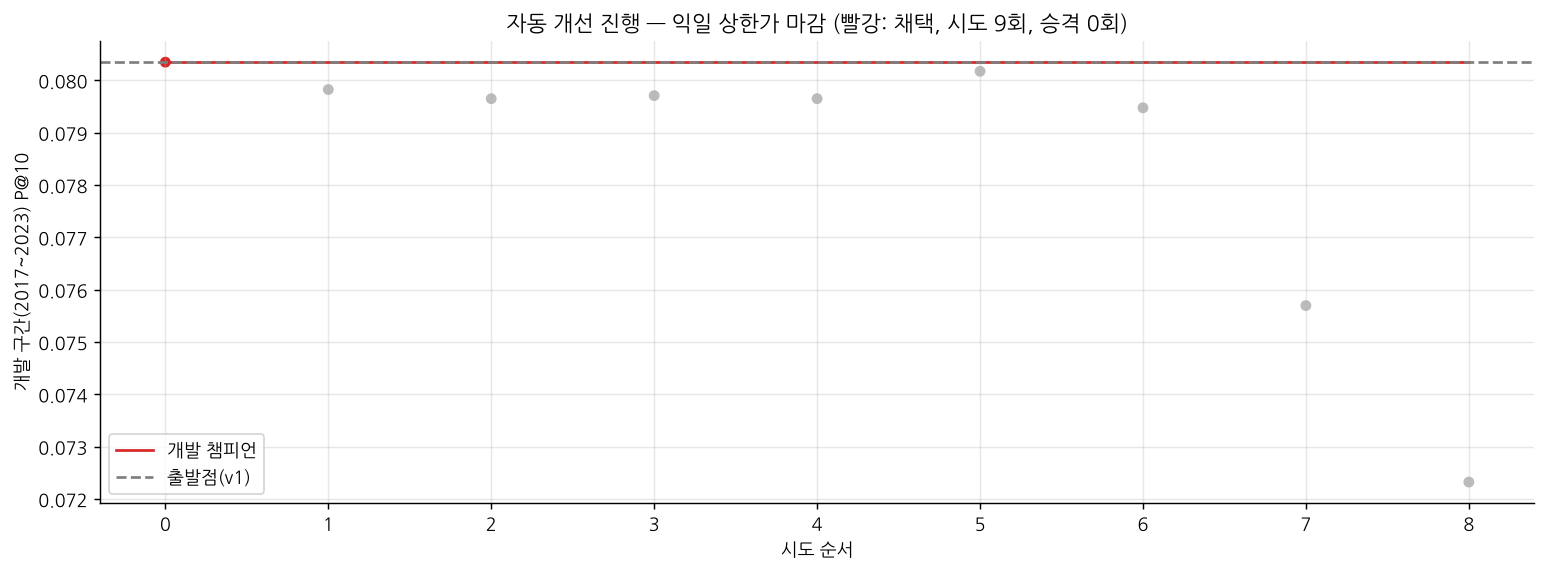 자동 개선 진행 — 익일 상한가 마감 (빨강: 채택, 시도 9회, 승격 0회)
개발 구간(2017~2023) P@10
0.080
0.079
0.078
0.077
0.076
0.075
0.074
0.073
0.072
개발 챔피언
출발점(v1)
0 1 2 3 4 5 6 7 8
시도 순서